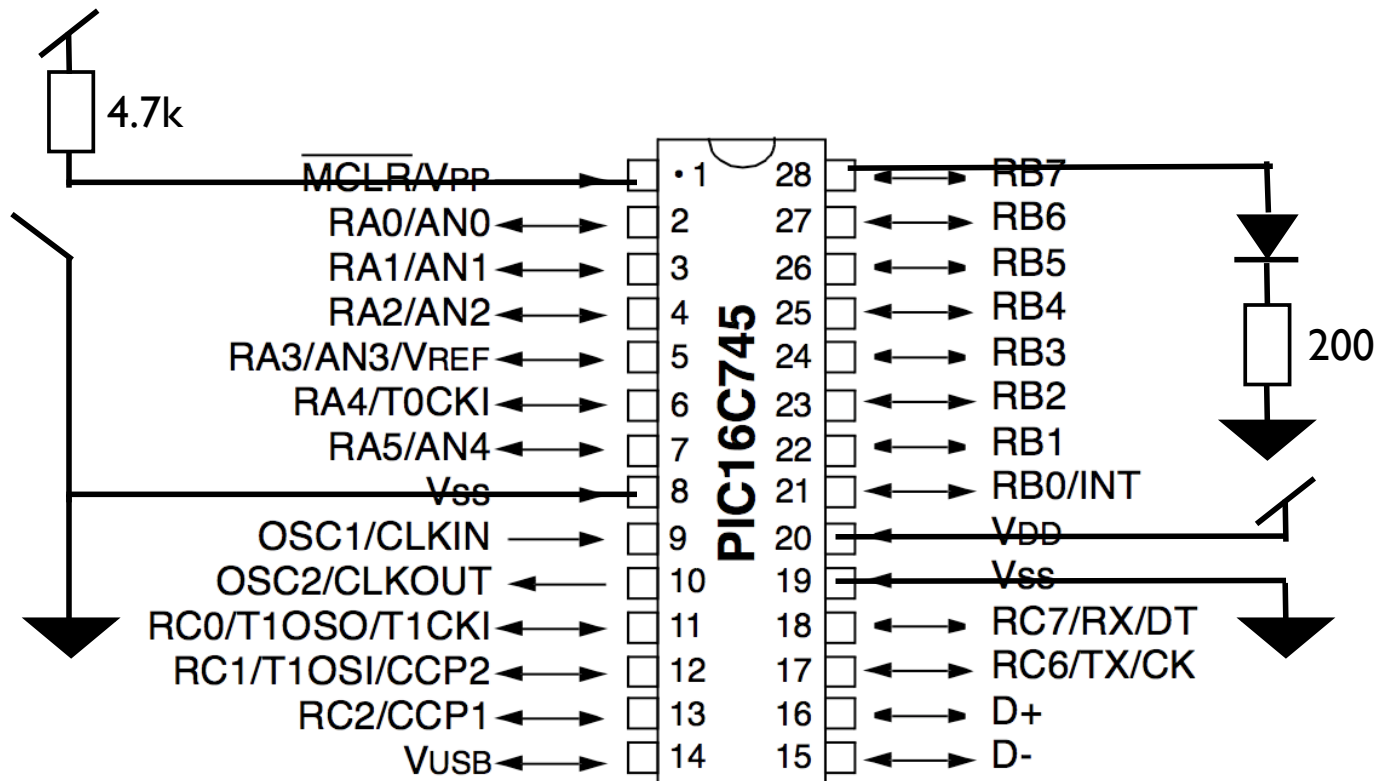 4.7k
MCLR/VPP
RA0/AN0
RA1/AN1
RA2/AN2
RA3/AN3/VREF
RA4/T0CKI
RA5/AN4
Vss
OSC1/CLKIN
OSC2/CLKOUT
RC0/T1OSO/T1CKI
RC1/T1OSI/CCP2
RC2/CCP1
VUSB
1
2
3
4
5
6
7
8
9
10
11
12
13
14
PIC16C745
28
27
26
25
24
23
22
21
20
19
18
17
16
15
RB7
RB6
RB5
RB4
RB3
RB2
RB1
RB0/INT
VDD
Vss
RC7/RX/DT
RC6/TX/CK
D+
D-
200